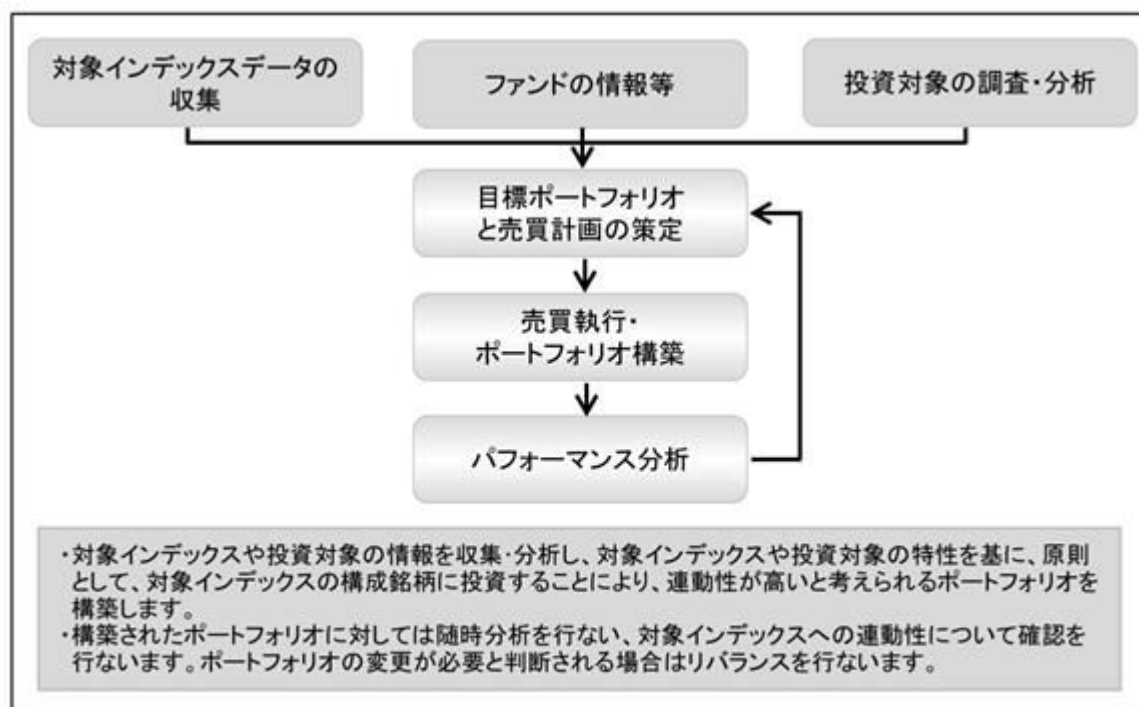 対象インデックスデータの
収集
ファンドの情報等
投資対象の調査・分析
目標ポートフォリオ
と売買計画の策定
売買執行・
ポートフォリオ構築
パフォーマンス分析
・対象インデックスや投資対象の情報を収集・分析し、対象インデックスや投資対象の特性を基に、原則
として、対象インデックスの構成銘柄に投資することにより、連動性が高いと考えられるポートフォリオを
構築します。
・構築されたポートフォリオに対しては随時分析を行ない、対象インデックスへの連動性について確認を
行ないます。ポートフォリオの変更が必要と判断される場合はリバランスを行ないます。